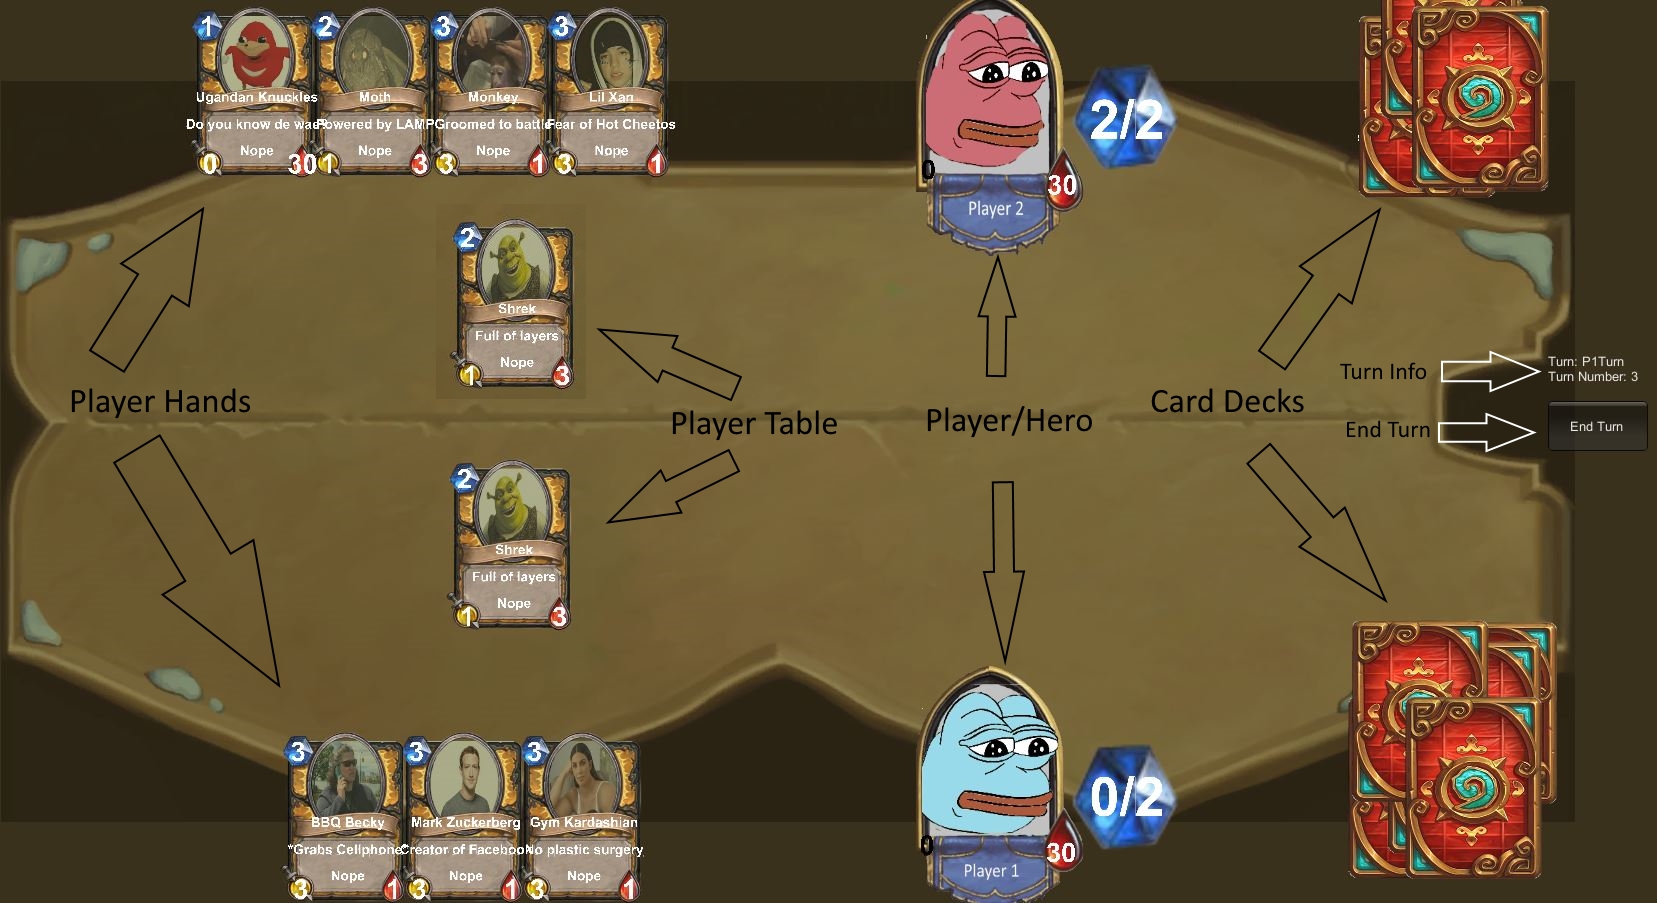 1
2
3
3
Ugandan Knuckles
Moth
Monkey
Lil Xan
Do you know de wae?
Powered by LAMP
Groomed to battle
Fear of Hot Cheetos
Nope
Nope
Nope
Nope
0
30
1
3
3
1
3
1
2/2
0
30
Player 2
2
Shrek
Full of layers
Nope
1
3
Player Hands
Player Table
Player/Hero
Card Decks
Turn Info
Turn: P1Turn
Turn Number: 3
End Turn
End Turn
2
Shrek
Full of layers
Nope
1
3
3
3
3
BBQ Becky
Mark Zuckerberg
Gym Kardashian
*Grabs Cellphone
Creator of Facebook
No plastic surgery
Nope
Nope
Nope
3
1
3
1
3
1
0/2
0
30
Player 1